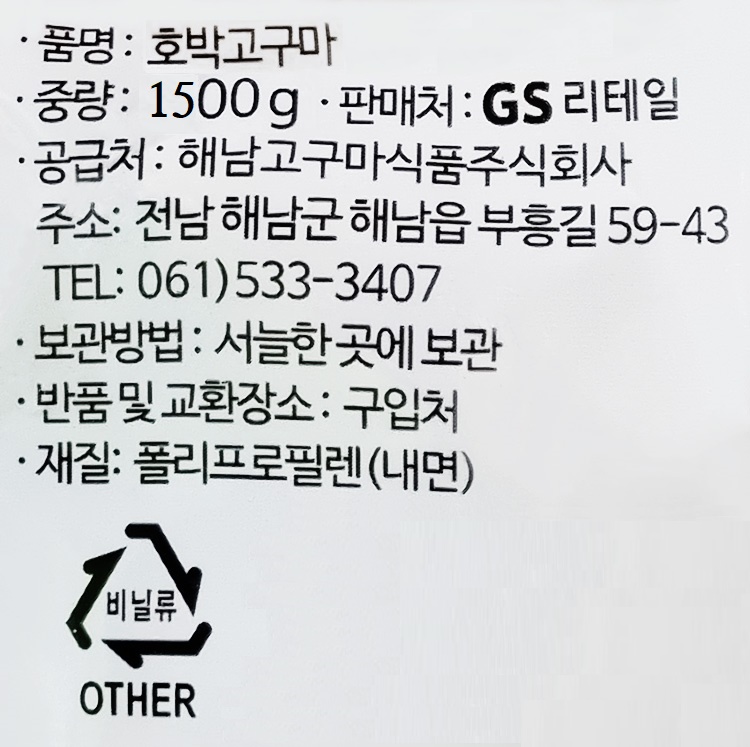 · 품명 : 호박고구마
· 중량 : 1500 g · 판매처 : GS 리테일
· 공급처 : 해남고구마식품주식회사
주소: 전남 해남군 해남읍 부흥길 59-43
TEL: 061)533-3407
· 보관방법 : 서늘한 곳에 보관
· 반품 및 교환장소 : 구입처
· 재질: 폴리프로필렌(내면)
비닐류
OTHER